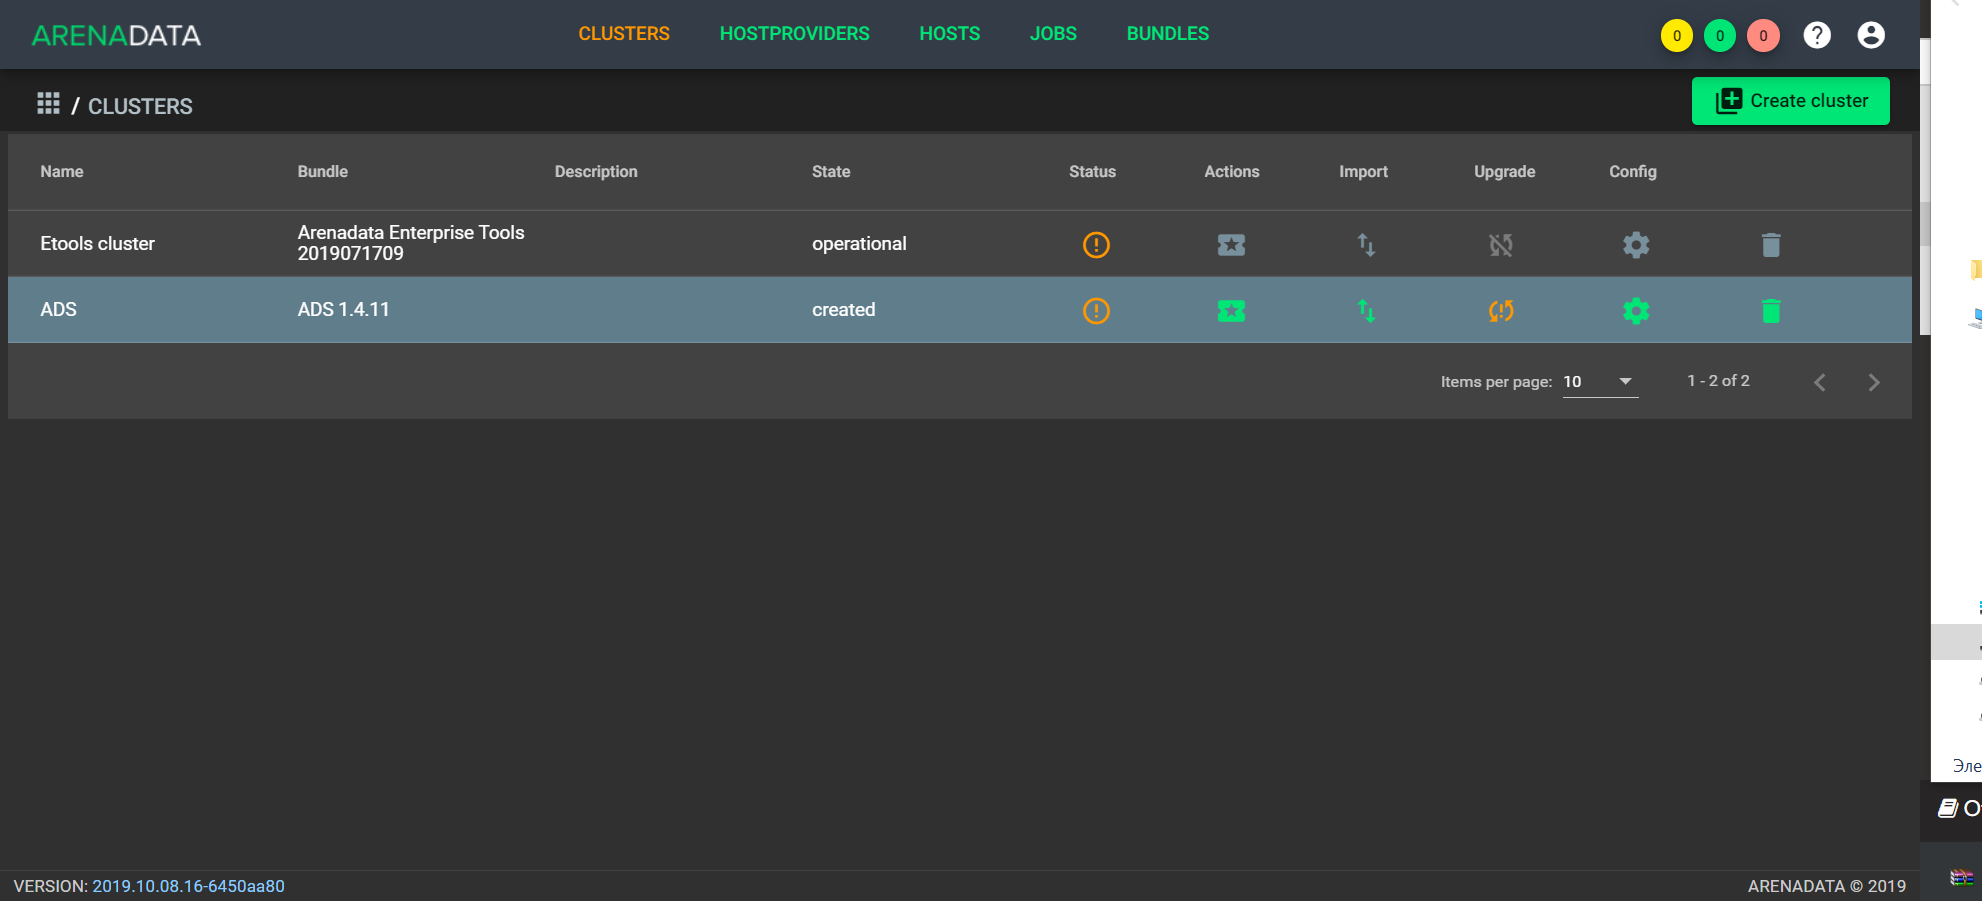 ARENADATA CLUSTERS HOSTPROVIDERS HOSTS JOBS BUNDLES 0 0 0 ?
/ CLUSTERS Create cluster
Name Bundle Description State Status Actions Import Upgrade Config
Etools cluster Arenadata Enterprise Tools operational
2019071709
ADS ADS 1.4.11 created
Items per page: 10 1 - 2 of 2
VERSION: 2019.10.08.16-6450aa80 ARENADATA © 2019